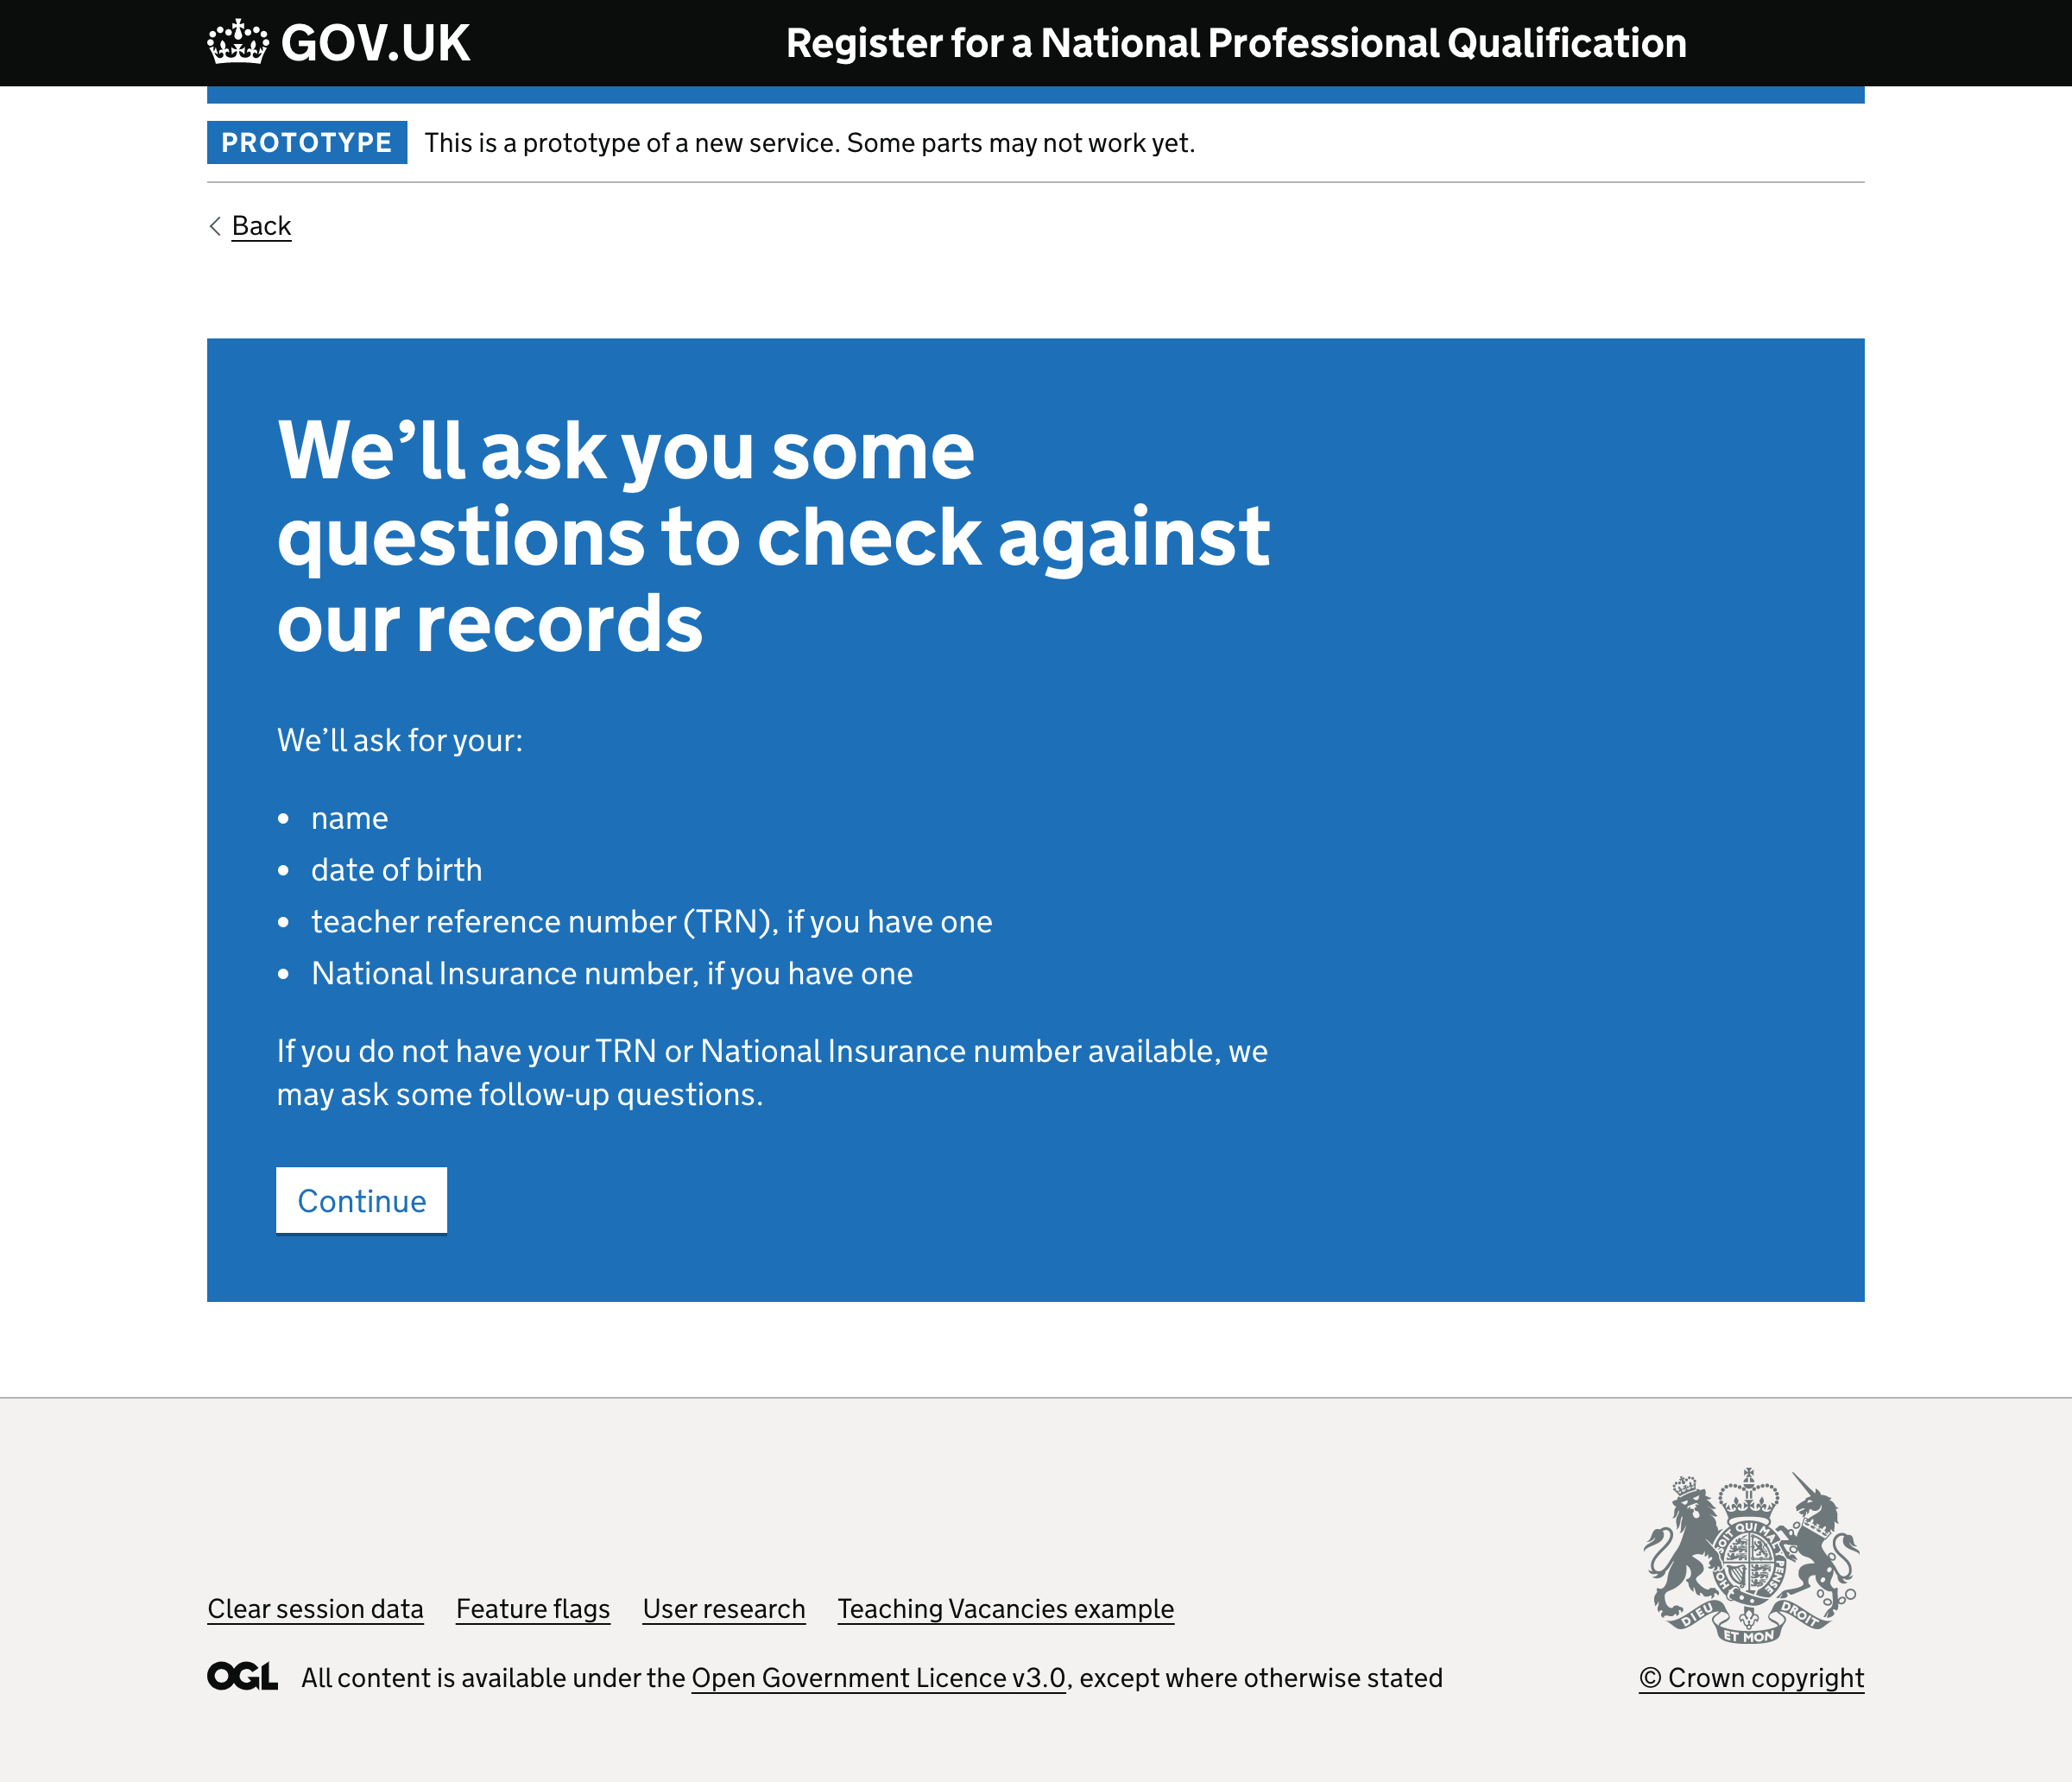 GOV.UK
Register for a National Professional Qualification
PROTOTYPE
This is a prototype of a new service. Some parts may not work yet.
Back
We’ll ask you some
questions to check against
our records
We’ll ask for your:
• name
• date of birth
• teacher reference number (TRN), if you have one
• National Insurance number, if you have one
If you do not have your TRN or National Insurance number available, we
may ask some follow-up questions.
Continue
Clear session data
Feature flags
User research
Teaching Vacancies example
OGL
All content is available under the Open Government Licence v3.0, except where otherwise stated
DIEU ET MON DROIT
© Crown copyright